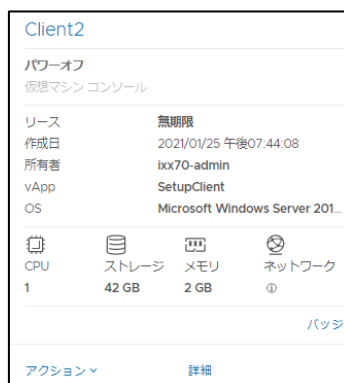 Client2
パワーオフ
仮想マシン コンソール
リース 無期限
作成日 2021/01/25 午後07:44:08
所有者 ixx70-admin
vApp SetupClient
OS Microsoft Windows Server 201...
CPU ストレージ メモリ ネットワーク
1 42 GB 2 GB
バッジ
アクション 詳細